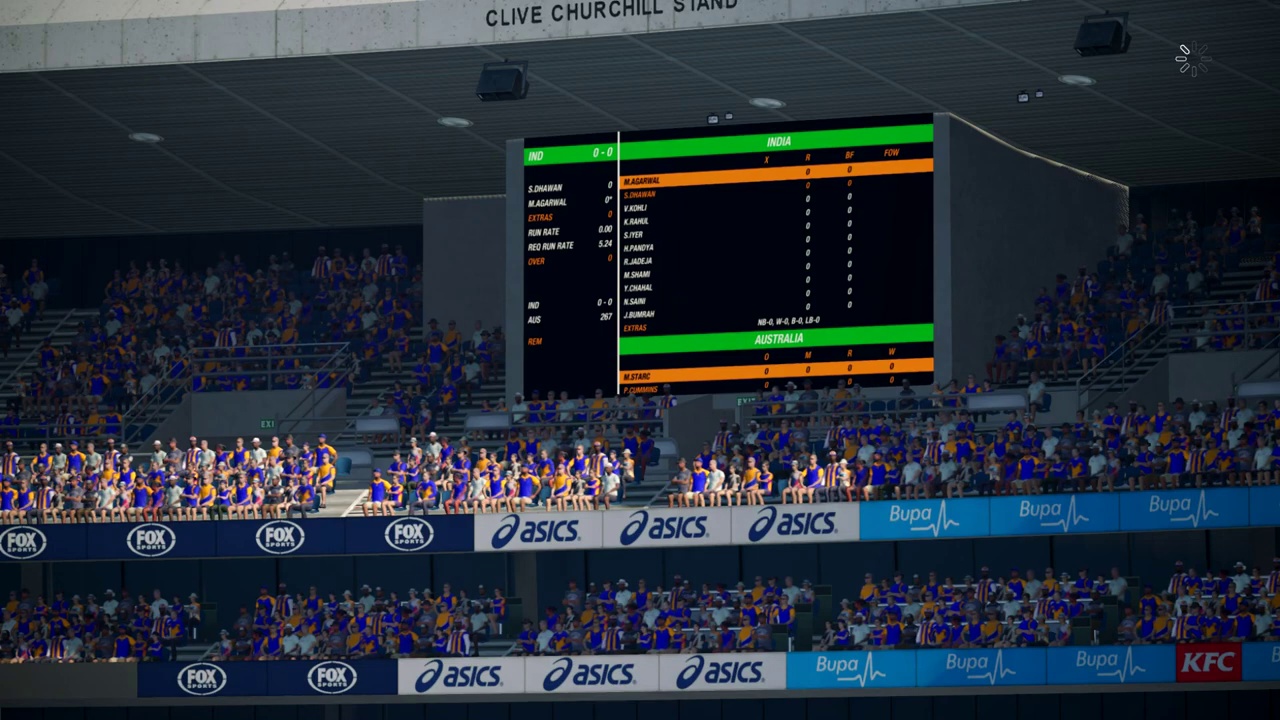 CLIVE CHURCHILL STAND
IND 0 - 0
S.DHAWAN 0
M.AGARWAL 0*
EXTRAS 0
RUN RATE 0.00
REQ RUN RATE 5.24
OVER 0
IND 0 - 0
AUS 267
REM
INDIA
X R BF FOW
M.AGARWAL 0 0
S.DHAWAN 0 0
V.KOHLI 0 0
K.RAHUL 0 0
S.IYER 0 0
H.PANDYA 0 0
R.JADEJA 0 0
M.SHAMI 0 0
Y.CHAHAL 0 0
N.SAINI 0 0
J.BUMRAH 0 0
EXTRAS NB-0, W-0, B-0, LB-0
AUSTRALIA
O M R W
M.STARC 0 0 0 0
P.CUMMINS 0 0 0 0
EXI
EXIT
FOX SPORTS FOX SPORTS FOX SPORTS FOX SPORTS asics asics asics Bupa Bupa Bupa
FOX SPORTS FOX SPORTS asics asics asics Bupa Bupa Bupa KFC B